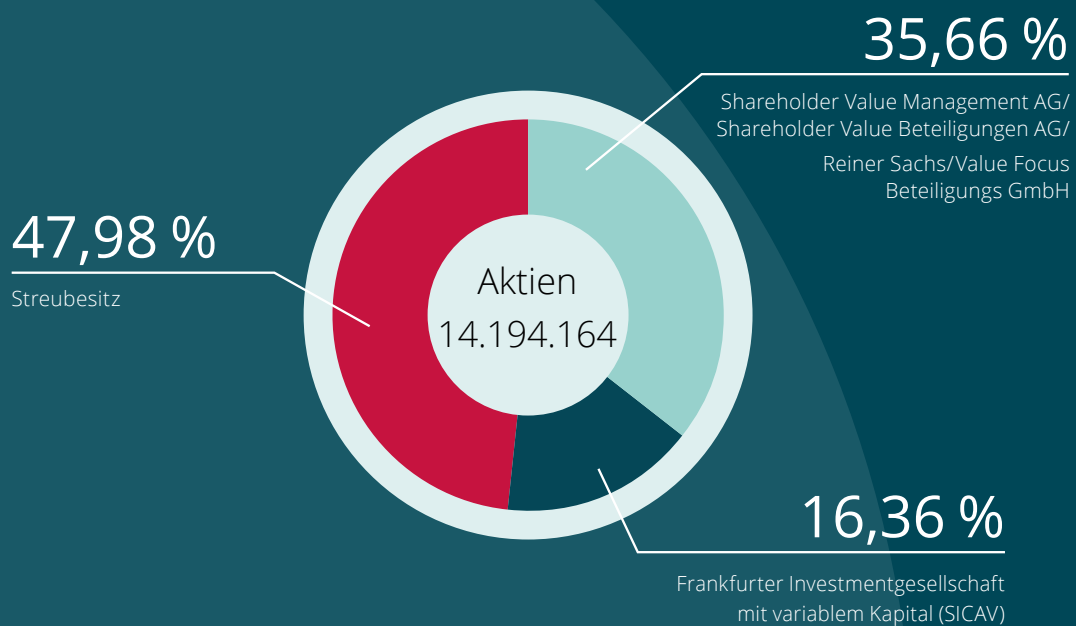 35,66 %
Shareholder Value Management AG/
Shareholder Value Beteiligungen AG/
Reiner Sachs/Value Focus
Beteiligungs GmbH
47,98 %
Streubesitz
Aktien
14.194.164
16,36 %
Frankfurter Investmentgesellschaft
mit variablem Kapital (SICAV)